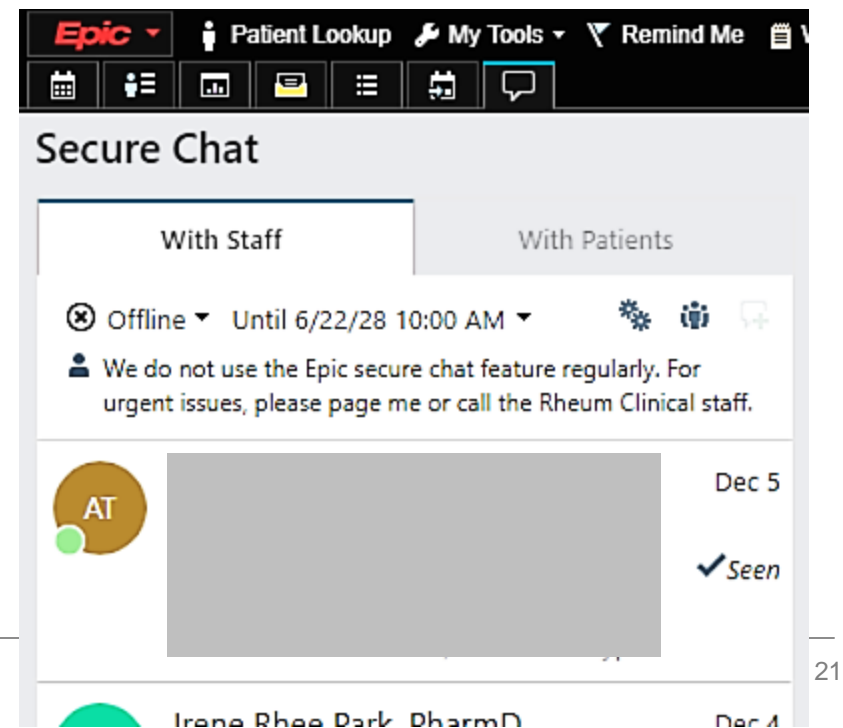 Epic Patient Lookup My Tools Remind Me
Secure Chat
With Staff With Patients
Offline Until 6/22/28 10:00 AM
We do not use the Epic secure chat feature regularly. For
urgent issues, please page me or call the Rheum Clinical staff.
AT Dec 5
Seen
21
Irene Rhee Park, PharmD Dec 4